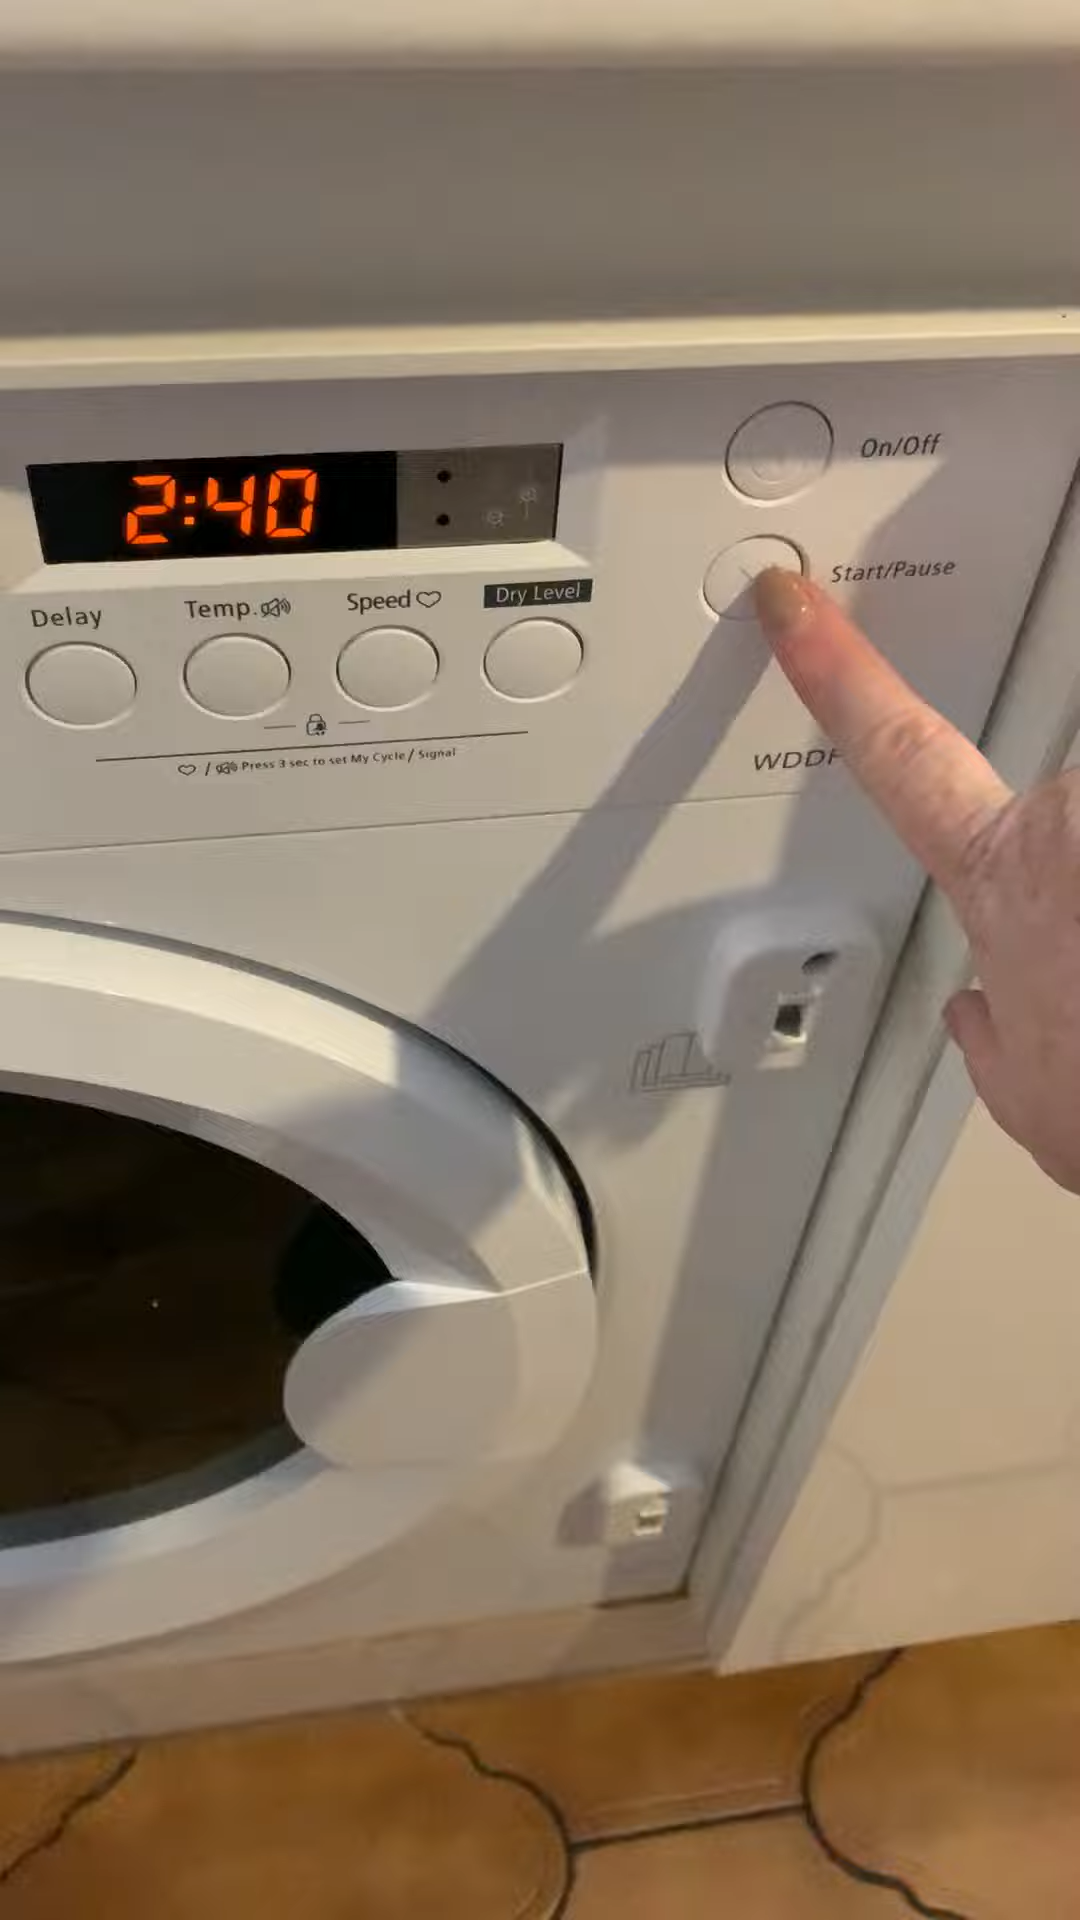 2:40
On/Off
Start/Pause
Delay
Temp.
Speed
Dry Level
/ Press 3 sec to set My Cycle / Signal